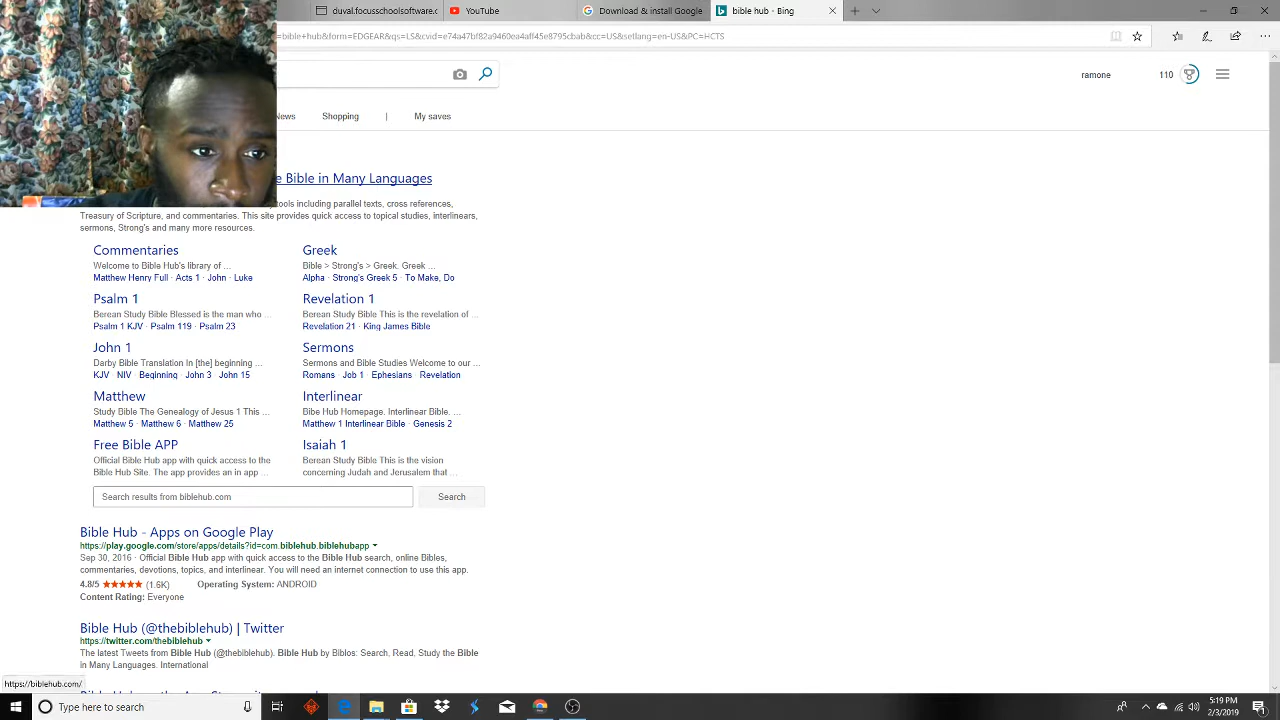 duval.focusschoolsoftware.c
YouTube
Download & install Google
bible hub - Bing
=bible+hub&form=EDGEAR&qs=LS&cvid=e74a47bf82a9460ea4aff45e8795cbab&cc=US&setlang=en-US&PC=HCTS
ramone 110
News Shopping | My saves
Bible in Many Languages
tools including parallel texts, cross references,
Treasury of Scripture, and commentaries. This site provides quick access to topical studies, interlinears,
sermons, Strong's and many more resources.
Commentaries
Welcome to Bible Hub's library of ...
Matthew Henry Full · Acts 1 · John · Luke
Greek
Bible > Strong's > Greek. Greek ...
Alpha · Strong's Greek 5 · To Make, Do
Psalm 1
Berean Study Bible Blessed is the man who ...
Psalm 1 KJV · Psalm 119 · Psalm 23
Revelation 1
Berean Study Bible This is the revelation of ...
Revelation 21 · King James Bible
John 1
Darby Bible Translation In [the] beginning ...
KJV · NIV · Beginning · John 3 · John 15
Sermons
Sermons and Bible Studies Welcome to our ...
Romans · Job 1 · Ephesians · Revelation
Matthew
Study Bible The Genealogy of Jesus 1 This ...
Matthew 5 · Matthew 6 · Matthew 25
Interlinear
Bibe Hub Homepage. Interlinear Bible. ...
Matthew 1 Interlinear Bible · Genesis 2
Free Bible APP
Official Bible Hub app with quick access to the
Bible Hub Site. The app provides an in app ...
Isaiah 1
Berean Study Bible This is the vision
concerning Judah and Jerusalem that ...
Search results from biblehub.com
Search
Bible Hub - Apps on Google Play
https://play.google.com/store/apps/details?id=com.biblehub.biblehubapp
Sep 30, 2016 · Official Bible Hub app with quick access to the Bible Hub search, online Bibles,
commentaries, devotions, topics, and interlinear. You will need an internet connection to use this app.
4.8/5 (1.6K) Operating System: ANDROID
Content Rating: Everyone
Bible Hub (@thebiblehub) | Twitter
https://twitter.com/thebiblehub
The latest Tweets from Bible Hub (@thebiblehub). Bible Hub by Biblos: Search, Read, Study the Bible
in Many Languages. International
https://biblehub.com/
Type here to search
5:19 PM
2/3/2019